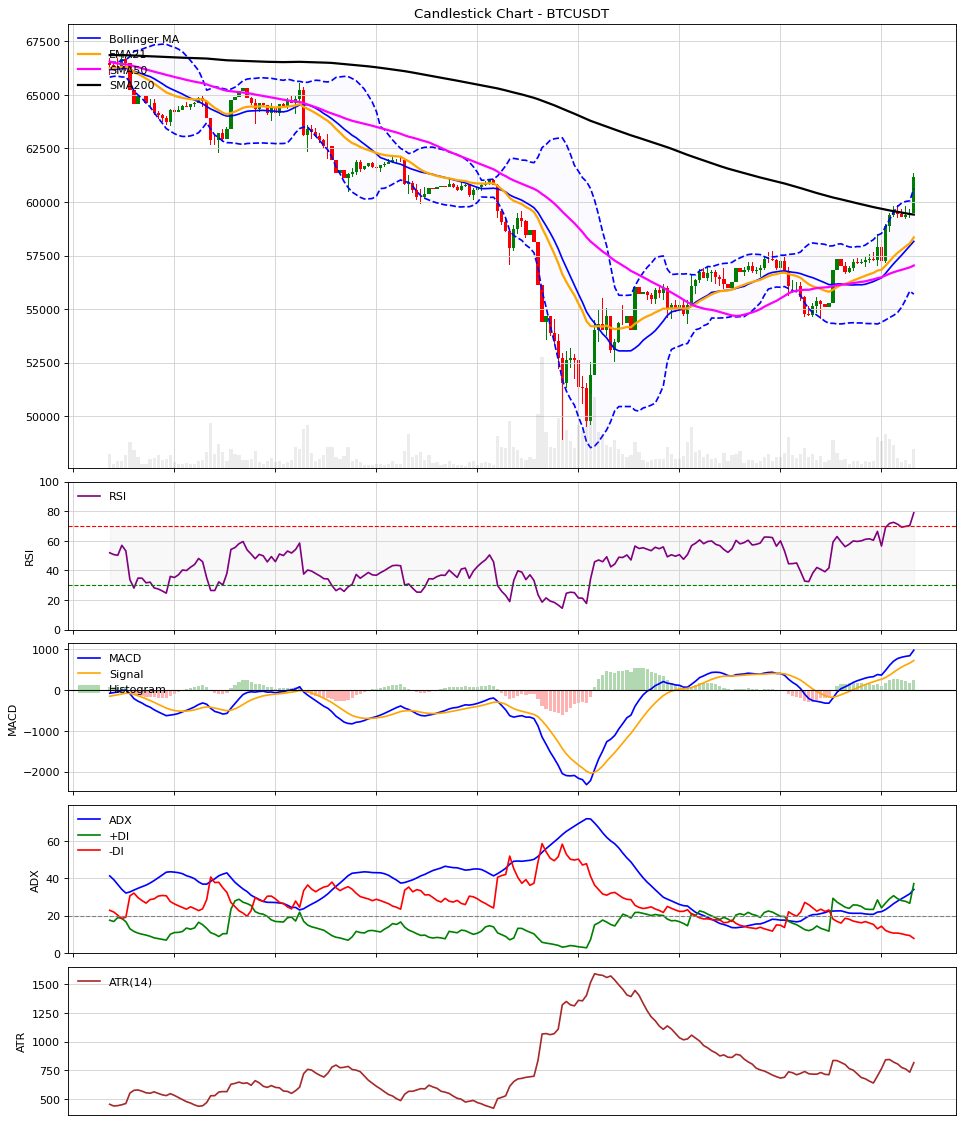 Candlestick Chart - BTCUSDT
Bollinger MA
EMA21
SMA50
SMA200
67500
65000
62500
60000
57500
55000
52500
50000
RSI
RSI
100
80
60
40
20
0
MACD
Signal
Histogram
MACD
1000
0
−1000
−2000
ADX
+DI
-DI
ADX
60
40
20
0
ATR(14)
ATR
1500
1250
1000
750
500